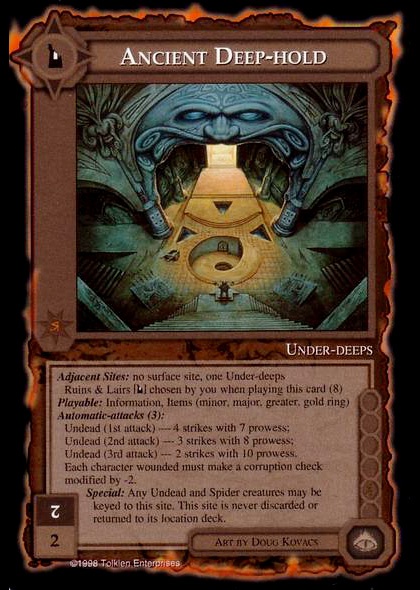 ANCIENT DEEP-HOLD
UNDER-DEEPS
Adjacent Sites: no surface site, one Under-deeps
Ruins & Lairs [] chosen by you when playing this card (8)
Playable: Information, Items (minor, major, greater, gold ring)
Automatic-attacks (3):
Undead (1st attack) — 4 strikes with 7 prowess;
Undead (2nd attack) — 3 strikes with 8 prowess;
Undead (3rd attack) — 2 strikes with 10 prowess.
Each character wounded must make a corruption check
modified by -2.
Special: Any Undead and Spider creatures may be
keyed to this site. This site is never discarded or
returned to its location deck.
2
2
ART BY DOUG KOVACS
©1998 Tolkien Enterprises